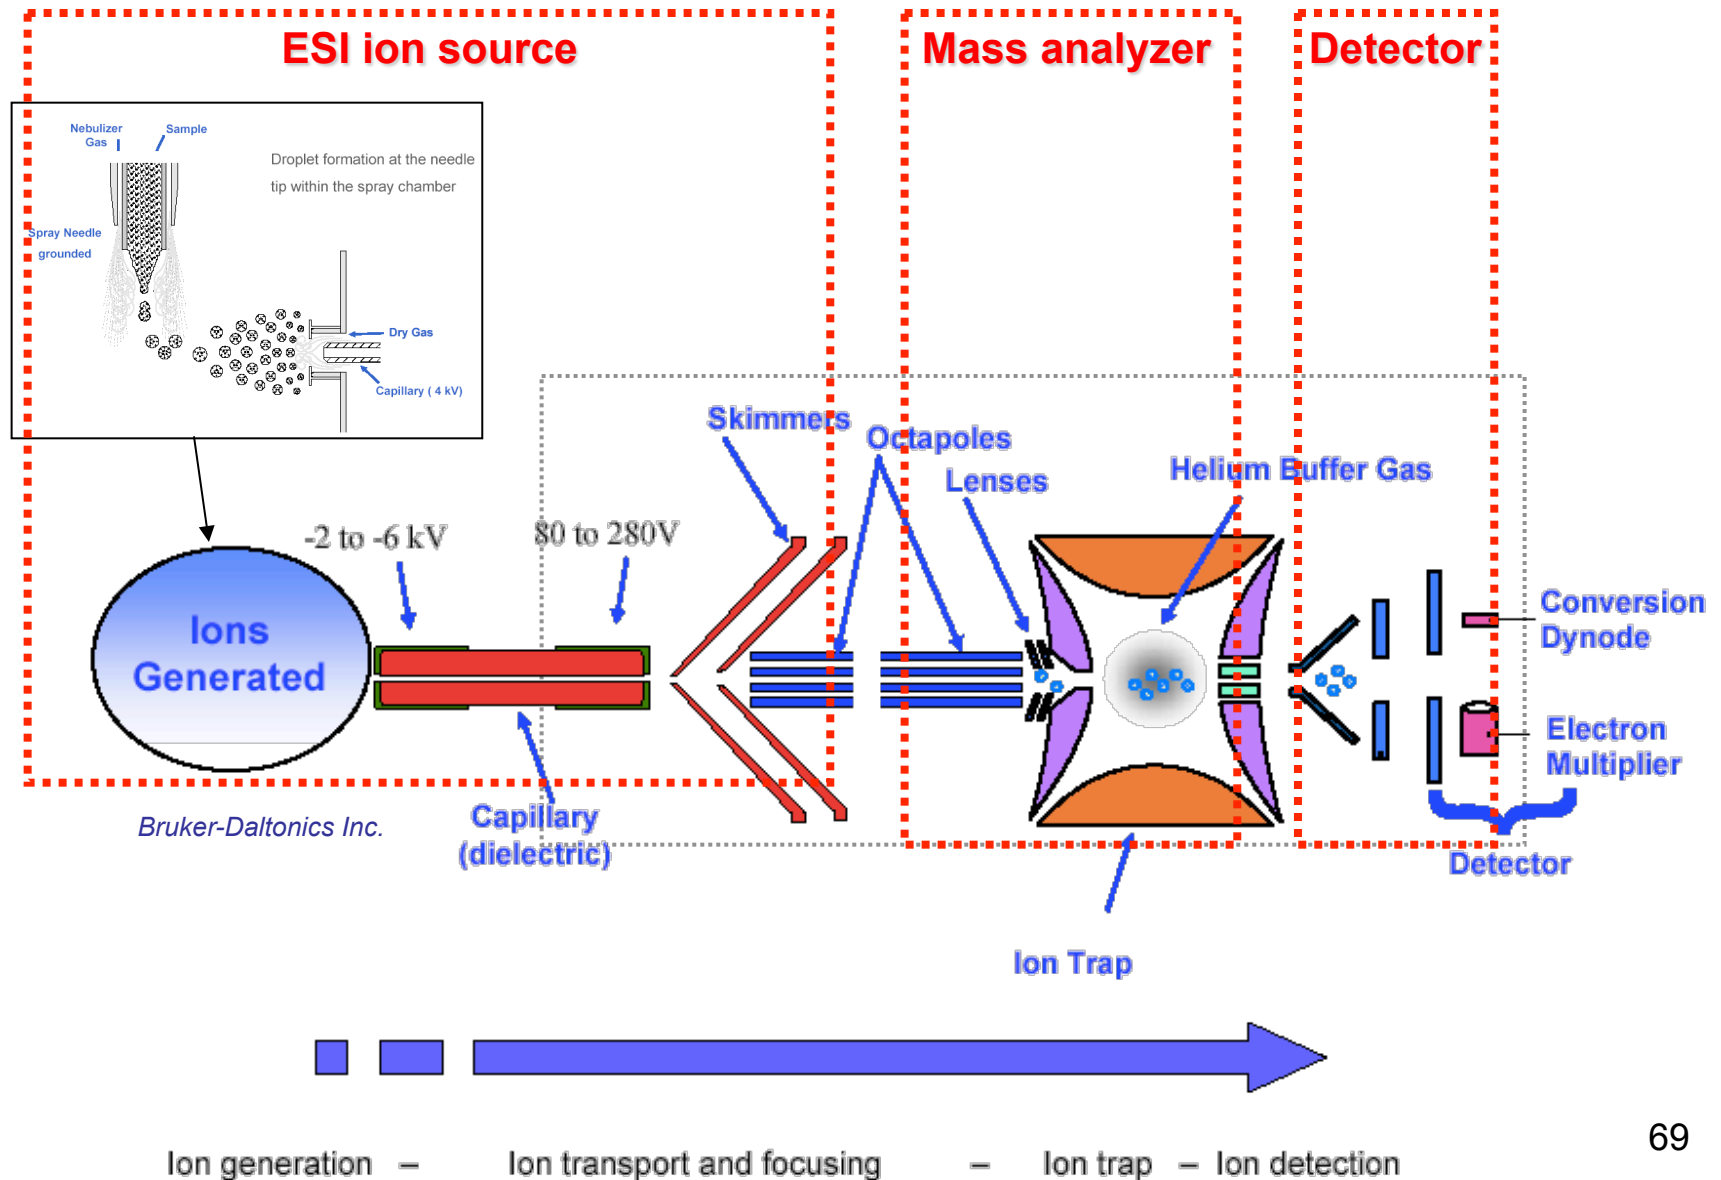 ESI ion source
Mass analyzer
Detector
Nebulizer
Gas
Sample
Droplet formation at the needle
tip within the spray chamber
Spray Needle
grounded
Dry Gas
Capillary ( 4 kV)
Skimmers
Octapoles
Lenses
Helium Buffer Gas
-2 to -6 kV
80 to 280V
Ions
Generated
Conversion
Dynode
Electron
Multiplier
Capillary
(dielectric)
Bruker-Daltonics Inc.
Detector
Ion Trap
Ion generation – Ion transport and focusing – Ion trap – Ion detection
69